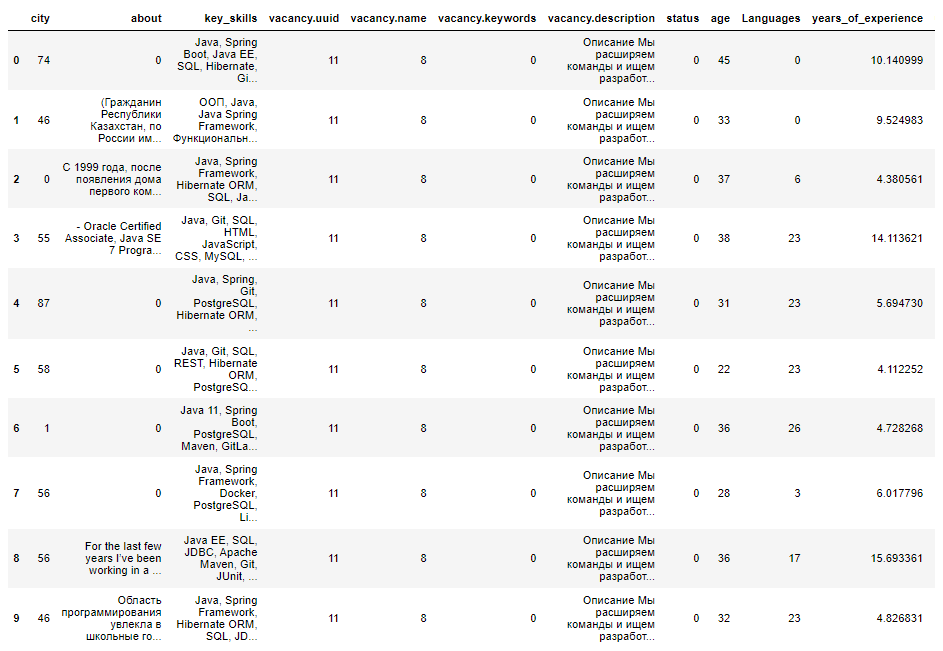 city about key_skills vacancy.uuid vacancy.name vacancy.keywords vacancy.description status age Languages years_of_experience
0 74 0 Java, Spring Boot, Java EE, SQL, Hibernate, Gi... 11 8 0 Описание Мы расширяем команды и ищем разработ... 0 45 0 10.140999
1 46 (Гражданин Республики Казахстан, по России им... ООП, Java, Java Spring Framework, Функциональн... 11 8 0 Описание Мы расширяем команды и ищем разработ... 0 33 0 9.524983
2 0 С 1999 года, после появления дома первого ком... Java, Spring Framework, Hibernate ORM, SQL, Ja... 11 8 0 Описание Мы расширяем команды и ищем разработ... 0 37 6 4.380561
3 55 - Oracle Certified Associate, Java SE 7 Progra... Java, Git, SQL, HTML, JavaScript, CSS, MySQL, ... 11 8 0 Описание Мы расширяем команды и ищем разработ... 0 38 23 14.113621
4 87 0 Java, Spring, Git, PostgreSQL, Hibernate ORM, ... 11 8 0 Описание Мы расширяем команды и ищем разработ... 0 31 23 5.694730
5 58 0 Java, Git, SQL, REST, Hibernate ORM, PostgreSQ... 11 8 0 Описание Мы расширяем команды и ищем разработ... 0 22 23 4.112252
6 1 0 Java 11, Spring Boot, PostgreSQL, Maven, GitLa... 11 8 0 Описание Мы расширяем команды и ищем разработ... 0 36 26 4.728268
7 56 0 Java, Spring Framework, Docker, PostgreSQL, Li... 11 8 0 Описание Мы расширяем команды и ищем разработ... 0 28 3 6.017796
8 56 For the last few years I've been working in a ... Java EE, SQL, JDBC, Apache Maven, Git, JUnit, ... 11 8 0 Описание Мы расширяем команды и ищем разработ... 0 36 17 15.693361
9 46 Область программирования увлекла в школьные го... Java, Spring Framework, Hibernate ORM, SQL, JD... 11 8 0 Описание Мы расширяем команды и ищем разработ... 0 32 23 4.826831